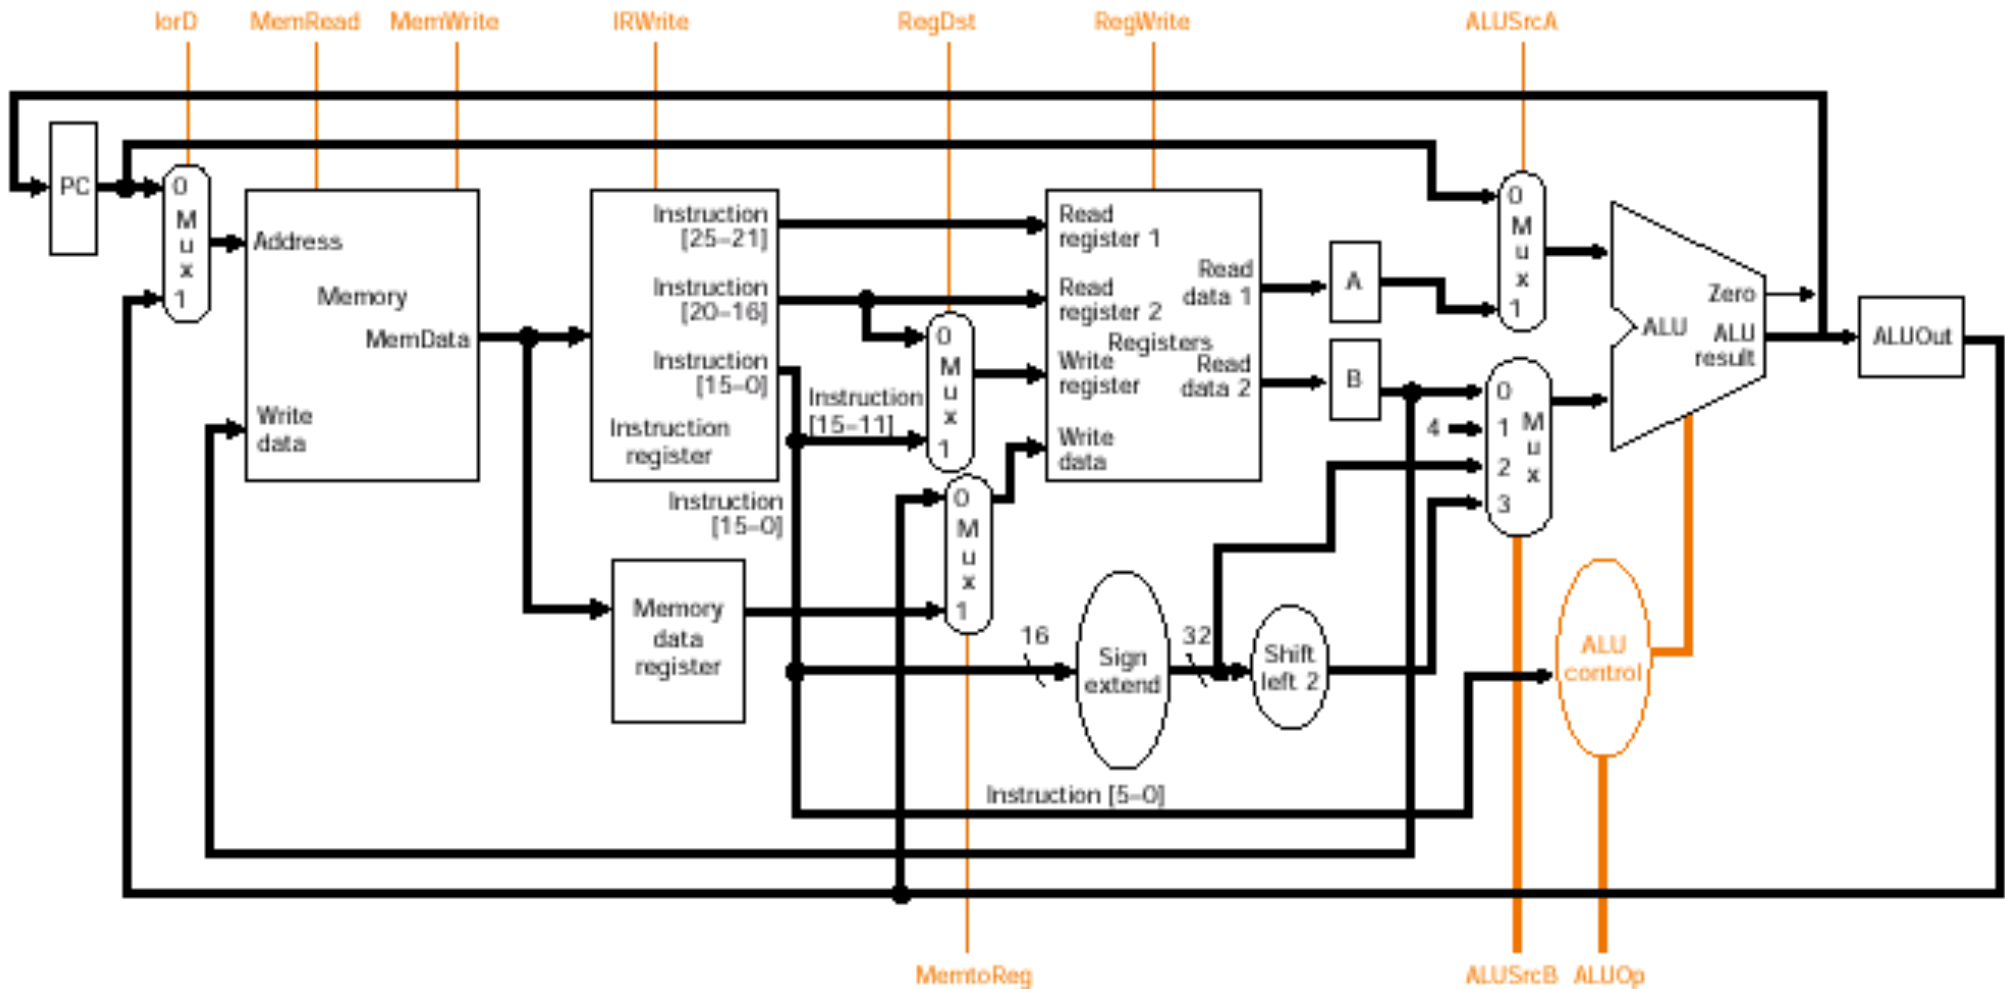 IorD
MemRead
MemWrite
IRWrite
RegDst
RegWrite
ALUSrcA
PC
0
M
u
x
1
Address
Memory
MemData
Write
data
Instruction
[25–21]
Instruction
[20–16]
Instruction
[15–0]
Instruction
register
Instruction
[15–0]
Instruction
[15–11]
0
M
u
x
1
0
M
u
x
1
Memory
data
register
Read
register 1
Read
register 2
Registers
Write
register
Write
data
Read
data 1
Read
data 2
A
B
4
0
M
u
x
1
0
1
2
3
M
u
x
Zero
ALU
ALU
result
ALUOut
16
Sign
extend
32
Shift
left 2
ALU
control
Instruction [5–0]
MemtoReg
ALUSrcB
ALUOp